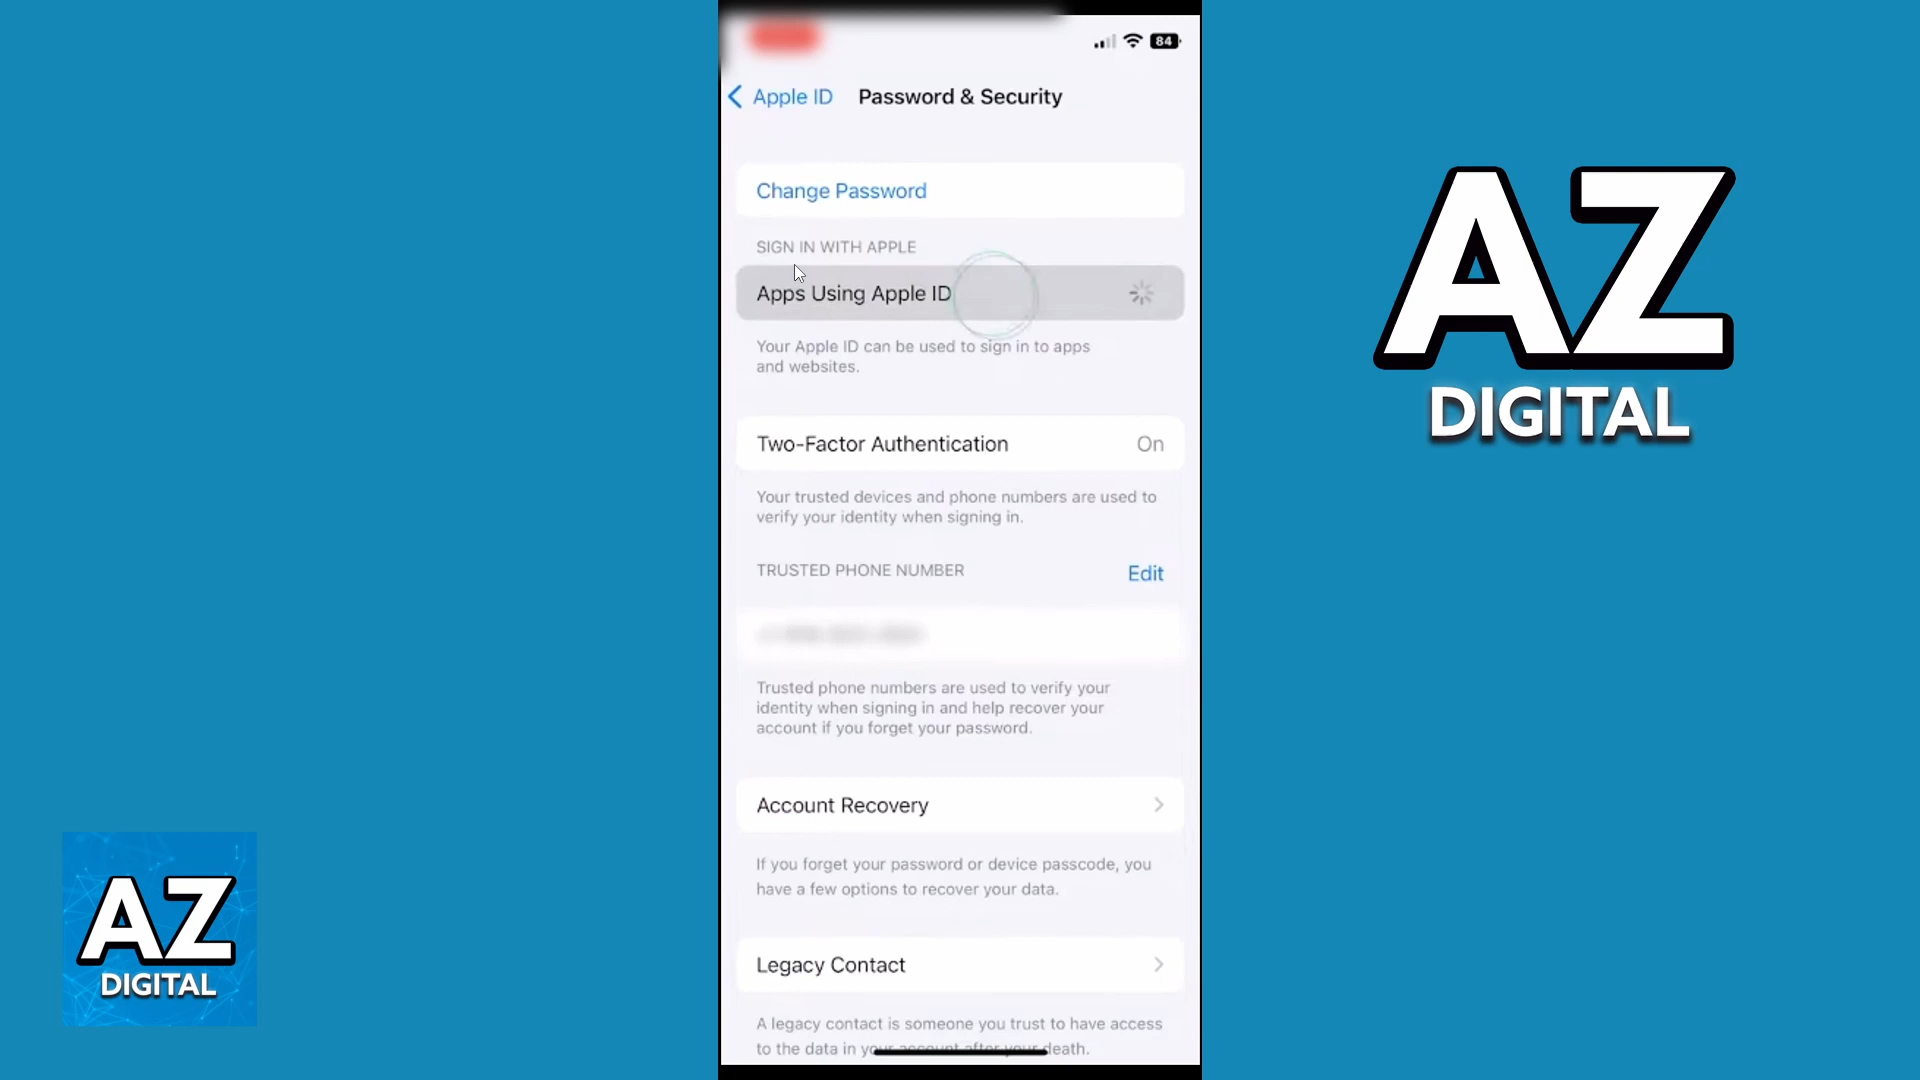 84
Apple ID Password & Security
Change Password
SIGN IN WITH APPLE
Apps Using Apple ID
Your Apple ID can be used to sign in to apps
and websites.
Two-Factor Authentication On
Your trusted devices and phone numbers are used to
verify your identity when signing in.
TRUSTED PHONE NUMBER Edit
Trusted phone numbers are used to verify your
identity when signing in and help recover your
account if you forget your password.
Account Recovery
If you forget your password or device passcode, you
have a few options to recover your data.
Legacy Contact
A legacy contact is someone you trust to have access
to the data in your account after your death.
AZ
DIGITAL
AZ
DIGITAL